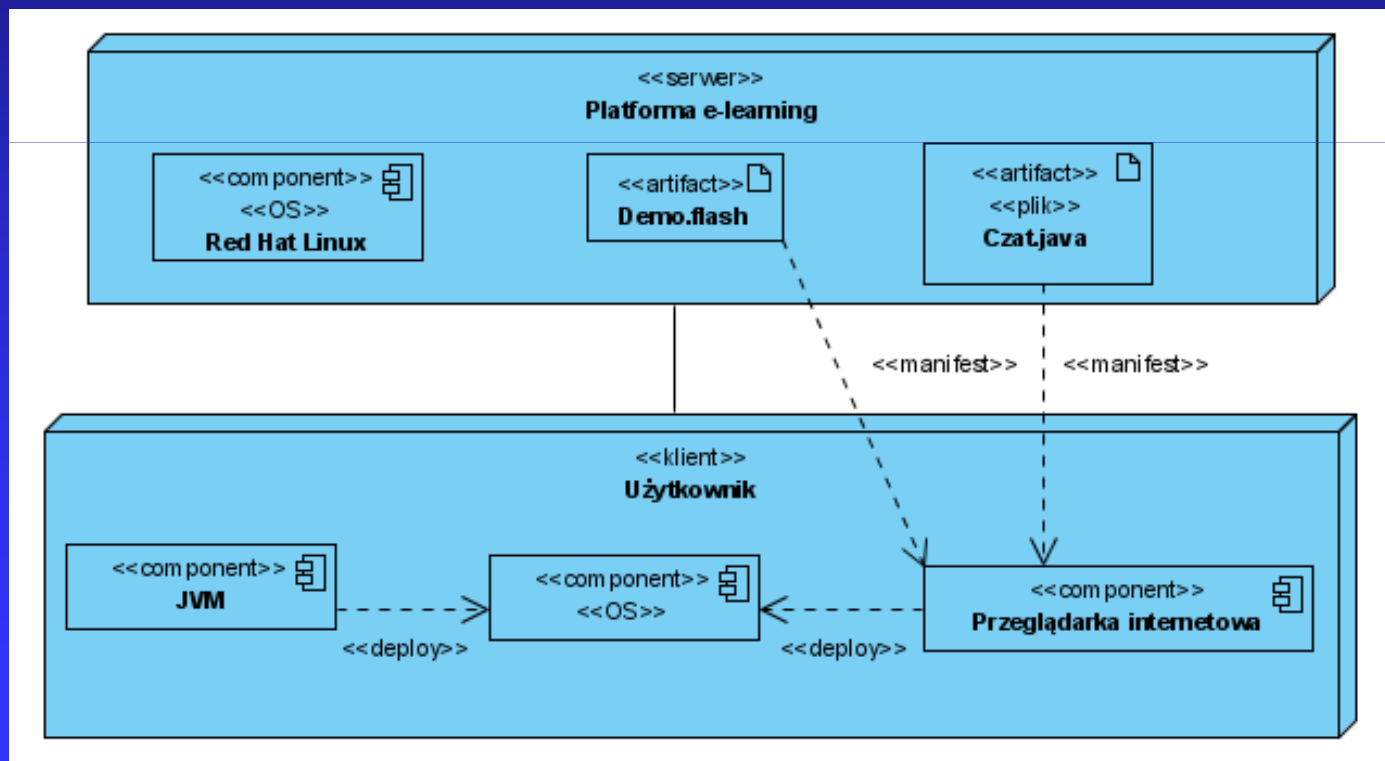 <<serwer>>
Platforma e-learning
<<component>>
<<OS>>
Red Hat Linux
<<artifact>>
Demo.flash
<<artifact>>
<<plik>>
Czat.java
<<manifest>>
<<manifest>>
<<klient>>
Użytkownik
<<component>>
JVM
<<deploy>>
<<component>>
<<OS>>
<<deploy>>
<<component>>
Przeglądarka internetowa